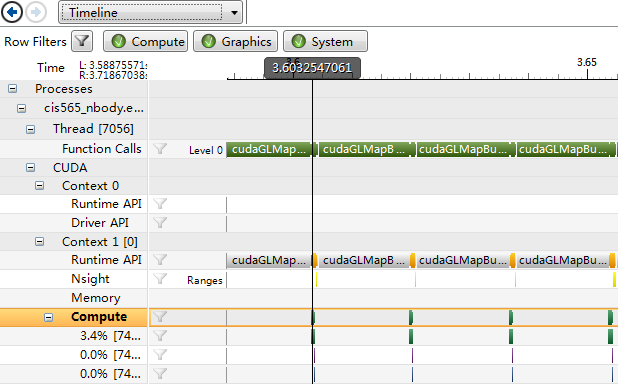 Timeline
Row Filters Compute Graphics System
Time L: 3.58875571s 3.6032547061 3.65
R: 3.71867038s
Processes
cis565_nbody.e...
Thread [7056]
Function Calls Level 0 cudaGLMap... cudaGLMapB ... cudaGLMapBu... cudaGLMapBu...
CUDA
Context 0
Runtime API
Driver API
Context 1 [0]
Runtime API cudaGLMap... cudaGLMapB ... cudaGLMapBu... cudaGLMapBu...
Nsight Ranges
Memory
Compute
3.4% [74...
0.0% [74...
0.0% [74...